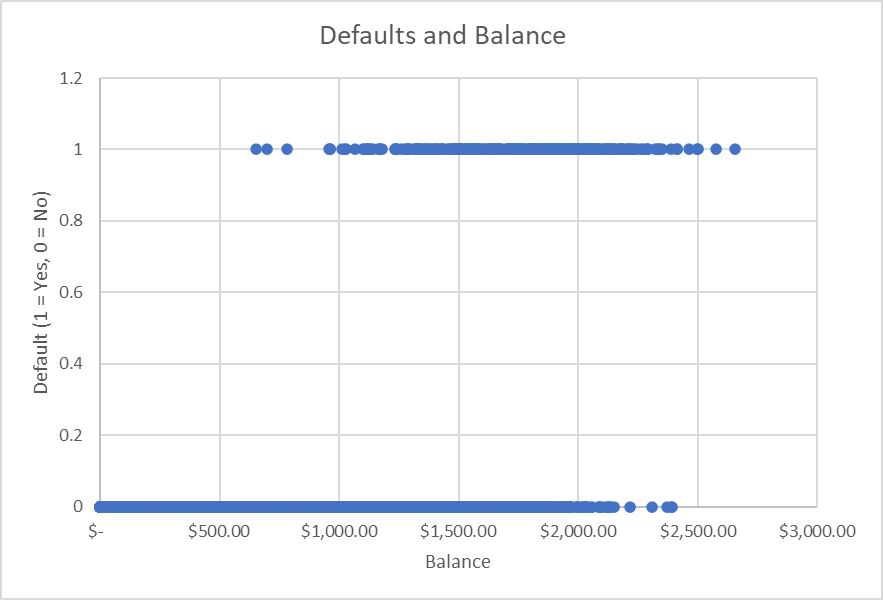 Defaults and Balance
1.2
1
0.8
0.6
0.4
0.2
0
Default (1 = Yes, 0 = No)
$- $500.00 $1,000.00 $1,500.00 $2,000.00 $2,500.00 $3,000.00
Balance